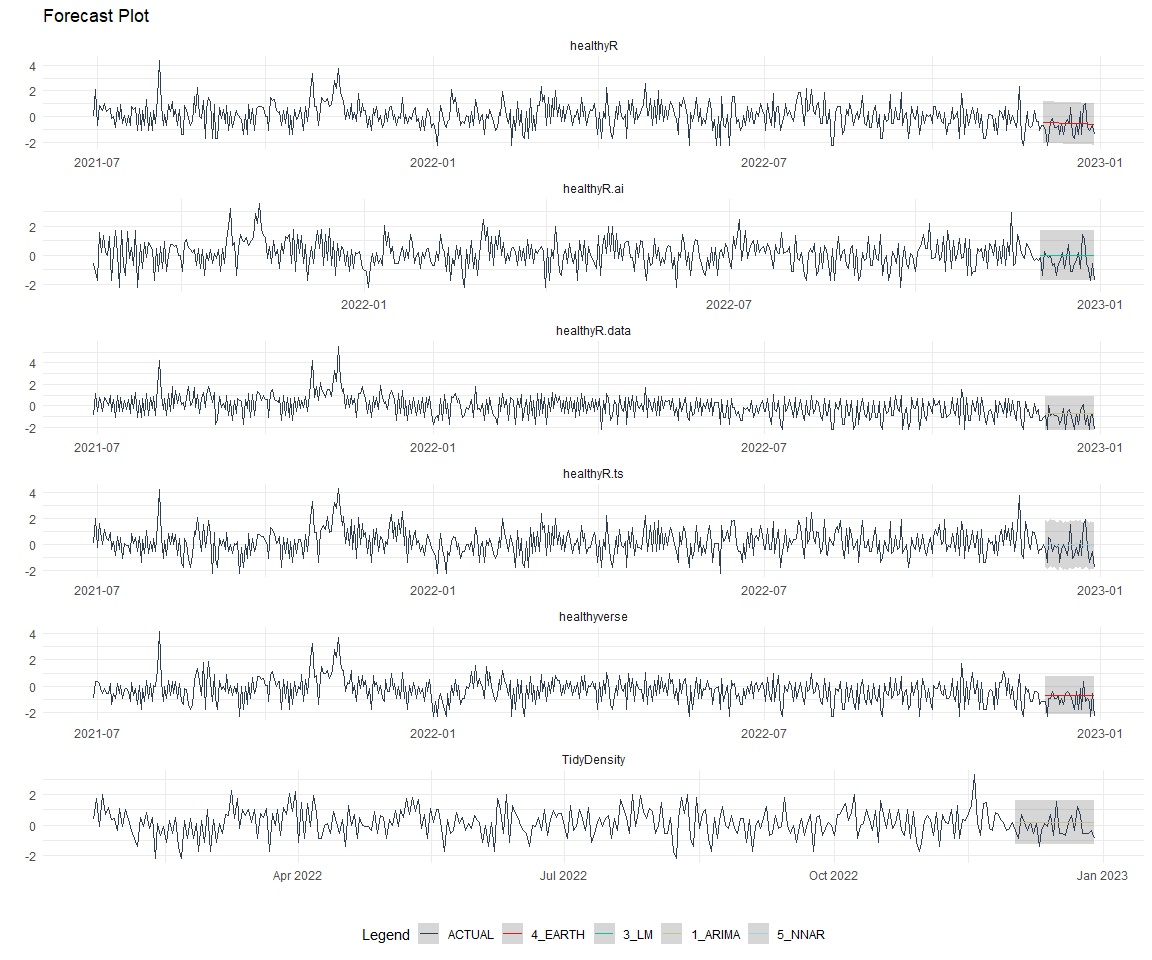 Forecast Plot
healthyR
4
2
0
-2
2021-07 2022-01 2022-07 2023-01
healthyR.ai
2
0
-2
2022-01 2022-07 2023-01
healthyR.data
4
2
0
-2
2021-07 2022-01 2022-07 2023-01
healthyR.ts
4
2
0
-2
2021-07 2022-01 2022-07 2023-01
healthyverse
4
2
0
-2
2021-07 2022-01 2022-07 2023-01
TidyDensity
2
0
-2
Apr 2022 Jul 2022 Oct 2022 Jan 2023
Legend ACTUAL 4_EARTH 3_LM 1_ARIMA 5_NNAR